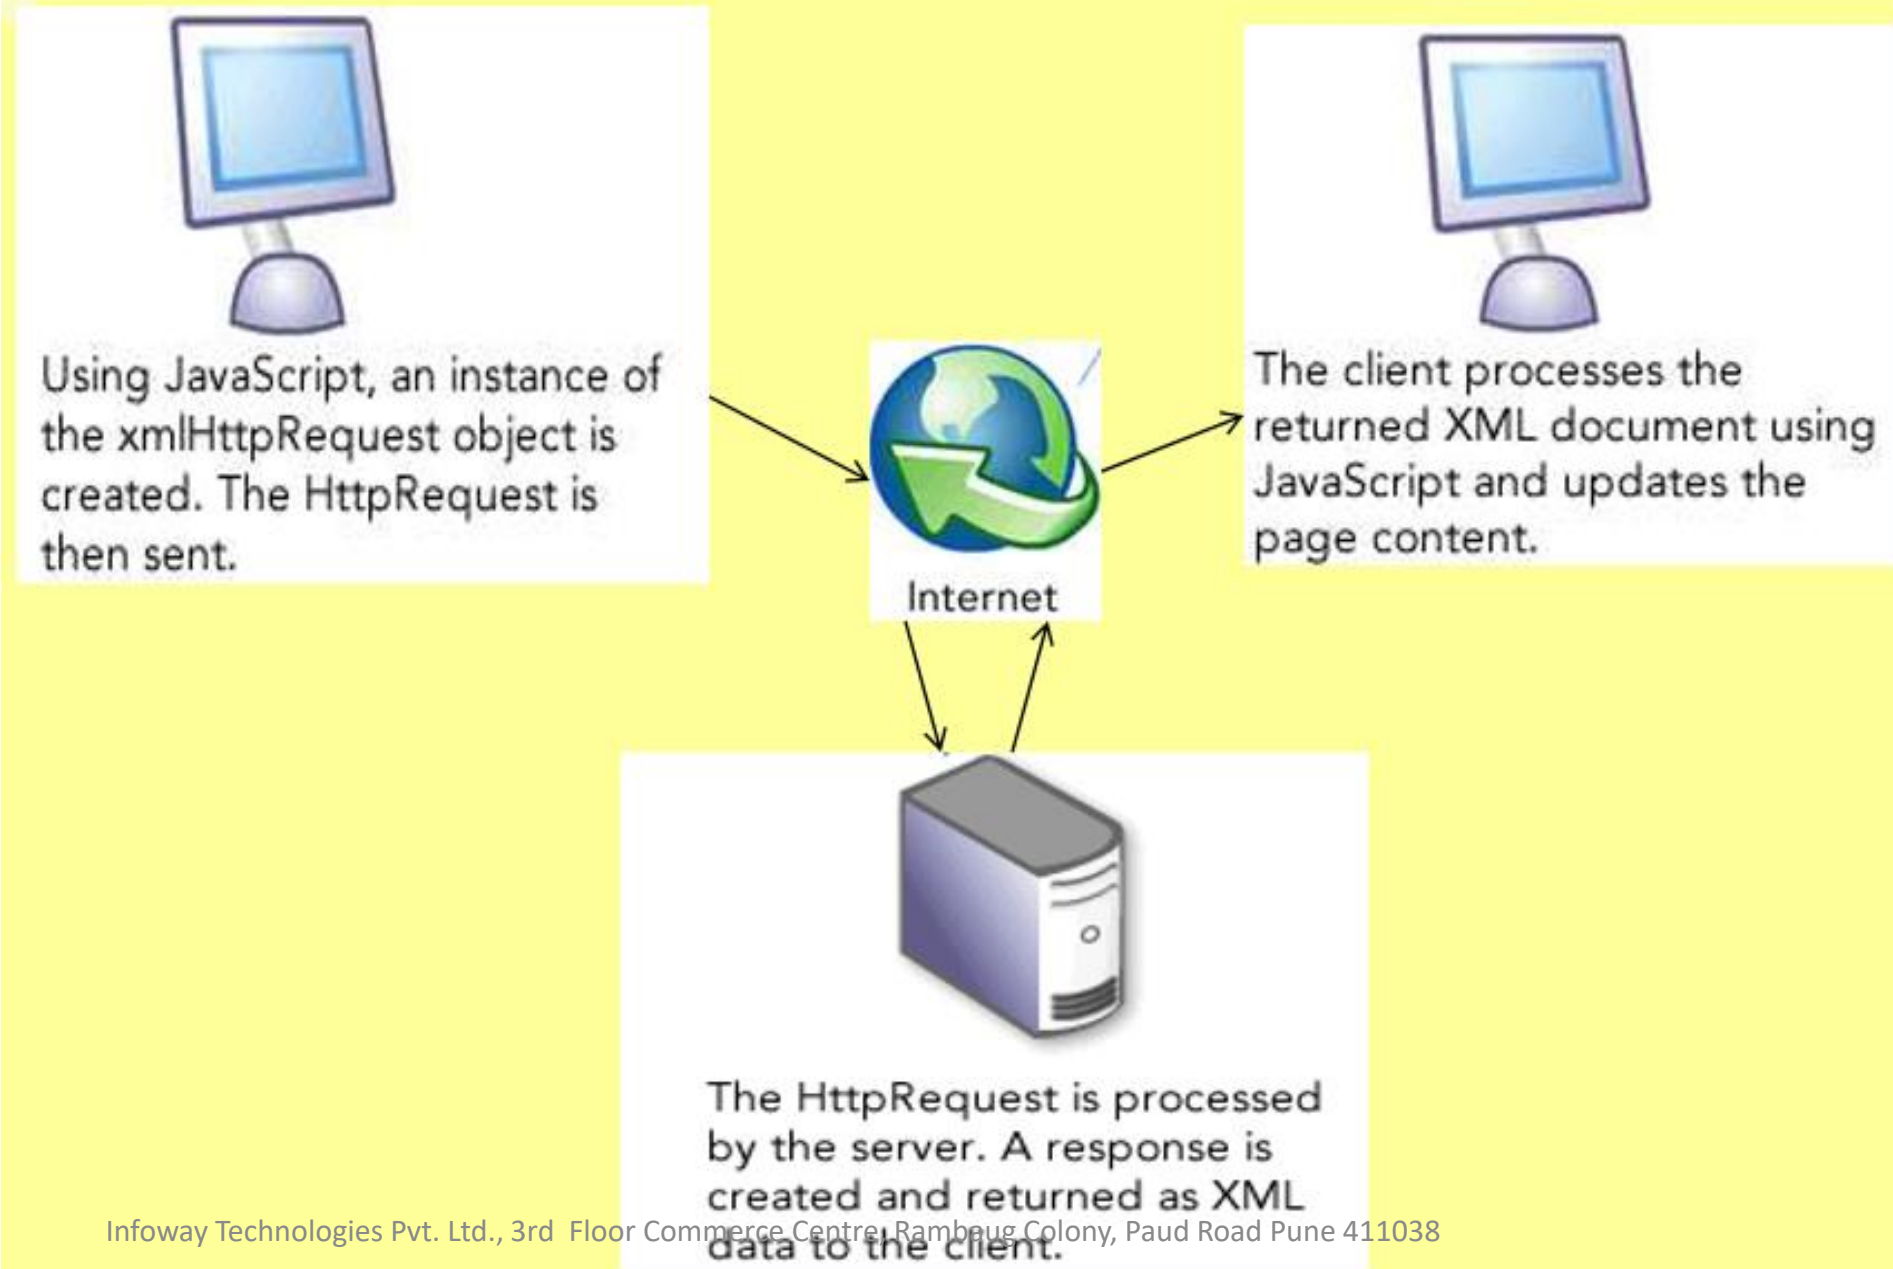 Using JavaScript, an instance of
the xmlHttpRequest object is
created. The HttpRequest is
then sent.
The client processes the
returned XML document using
JavaScript and updates the
page content.
Internet
The HttpRequest is processed
by the server. A response is
created and returned as XML
data to the client.
Infoway Technologies Pvt. Ltd., 3rd Floor Commerce Centre, Rambaug Colony, Paud Road Pune 411038